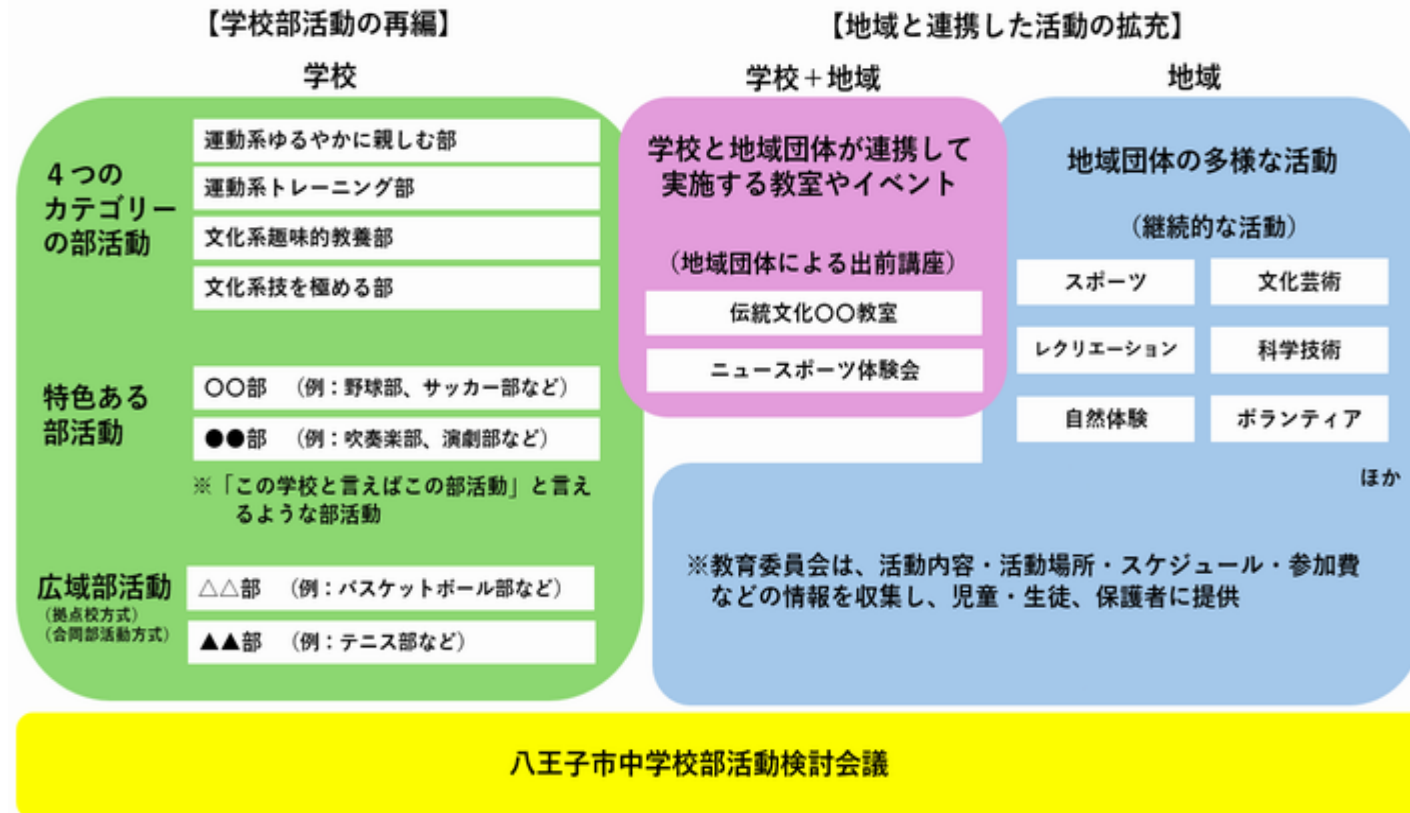 【学校部活動の再編】
【地域と連携した活動の拡充】
学校
学校＋地域
地域
4つの
カテゴリー
の部活動
運動系ゆるやかに親しむ部
運動系トレーニング部
文化系趣味的教養部
文化系技を極める部
特色ある
部活動
〇〇部　（例：野球部、サッカー部など）
●●部　（例：吹奏楽部、演劇部など）
※「この学校と言えばこの部活動」と言え
るような部活動
広域部活動
（拠点校方式）
（合同部活動方式）
△△部　（例：バスケットボール部など）
▲▲部　（例：テニス部など）
学校と地域団体が連携して
実施する教室やイベント
（地域団体による出前講座）
伝統文化〇〇教室
ニュースポーツ体験会
地域団体の多様な活動
（継続的な活動）
スポーツ
文化芸術
レクリエーション
科学技術
自然体験
ボランティア
ほか
※教育委員会は、活動内容・活動場所・スケジュール・参加費
などの情報を収集し、児童・生徒、保護者に提供
八王子市中学校部活動検討会議